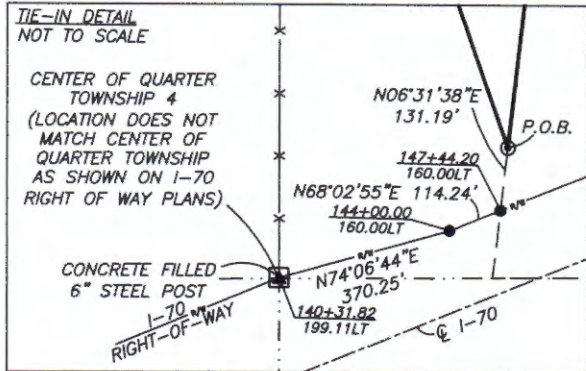 TIE-IN DETAIL
NOT TO SCALE
CENTER OF QUARTER
TOWNSHIP 4
(LOCATION DOES NOT
MATCH CENTER OF
QUARTER TOWNSHIP
AS SHOWN ON I-70
RIGHT OF WAY PLANS)
N06°31'38"E
131.19'
P.O.B.
147+44.20
160.00LT
N68°02'55"E 114.24'
R/W
144+00.00
160.00LT
R/W
CONCRETE FILLED
6" STEEL POST
N74°06'44"E
370.25'
140+31.82
199.11LT
I-70 R/W
RIGHT-OF-WAY
℄ I-70